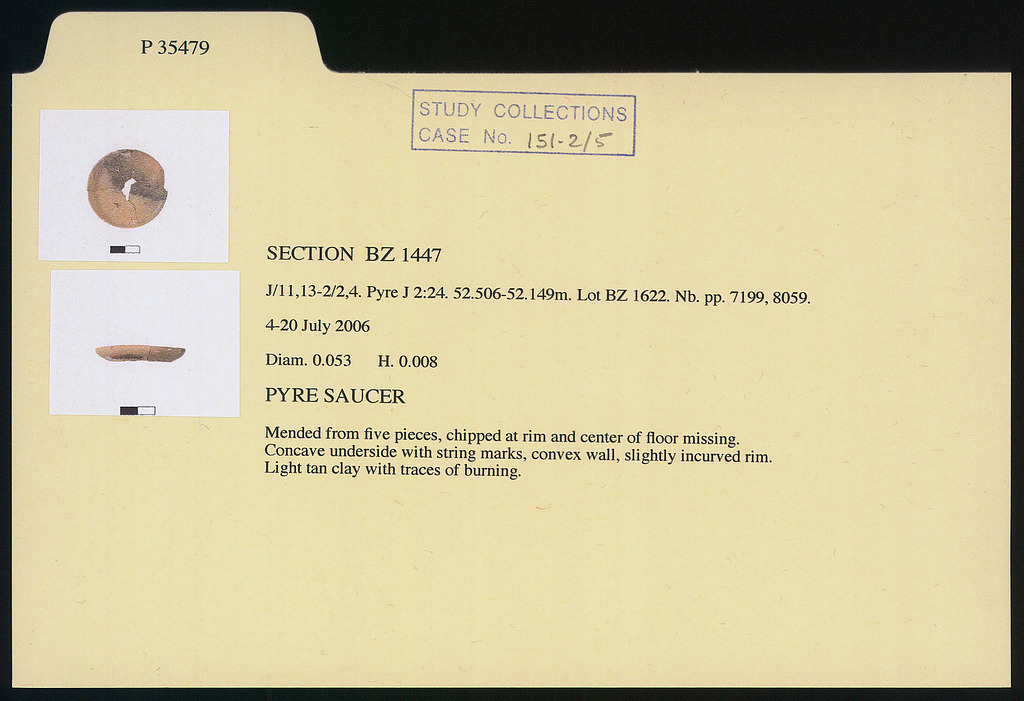 P 35479
STUDY COLLECTIONS
CASE No. 151-2/5
SECTION BZ 1447
J/11,13-2/2,4. Pyre J 2:24. 52.506-52.149m. Lot BZ 1622. Nb. pp. 7199, 8059.
4-20 July 2006
Diam. 0.053 H. 0.008
PYRE SAUCER
Mended from five pieces, chipped at rim and center of floor missing.
Concave underside with string marks, convex wall, slightly incurved rim.
Light tan clay with traces of burning.